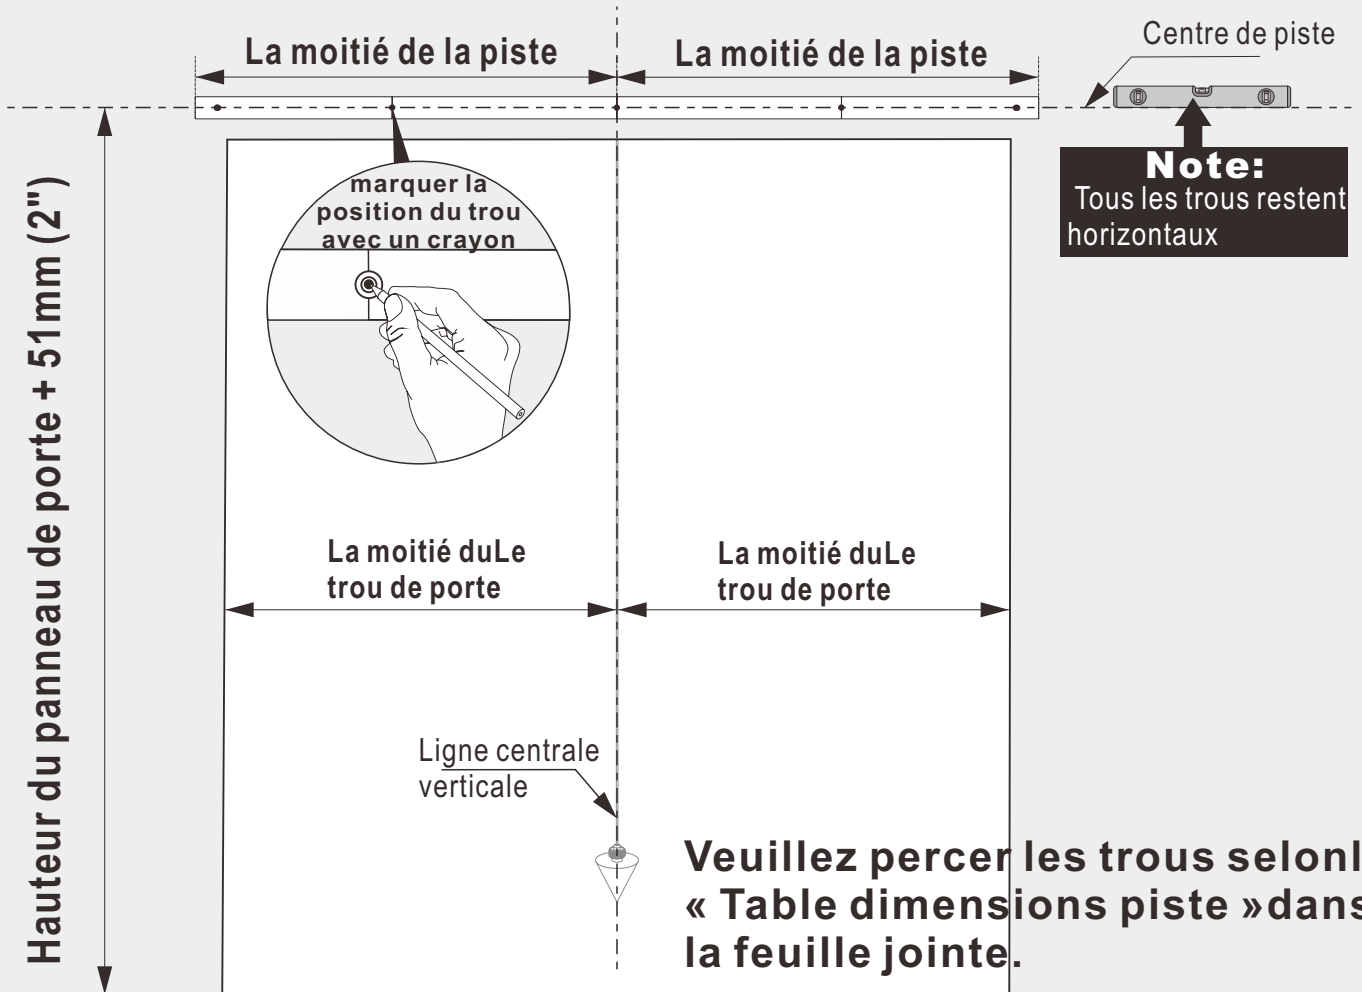 La moitié de la piste
La moitié de la piste
Centre de piste
Note:
Tous les trous restent
horizontaux
marquer la
position du trou
avec un crayon
Hauteur du panneau de porte + 51mm (2")
La moitié duLe
trou de porte
La moitié duLe
trou de porte
Ligne centrale
verticale
Veuillez percer les trous selonl
« Table dimensions piste »dans
la feuille jointe.